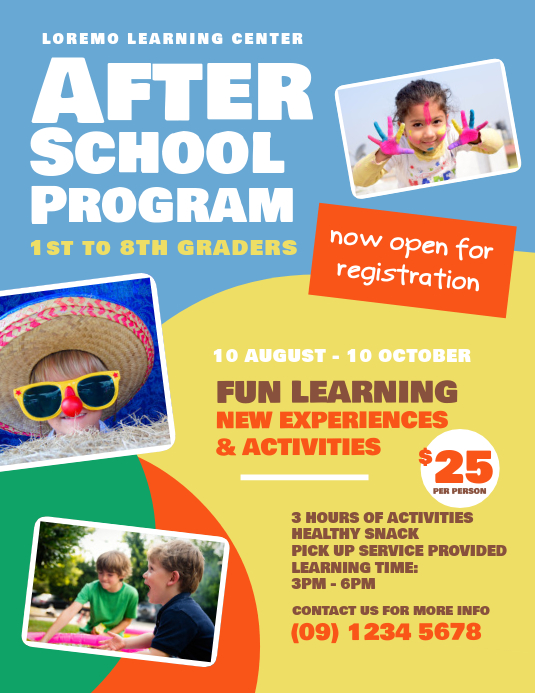 LOREMO LEARNING CENTER
AFTER
SCHOOL
PROGRAM
1ST TO 8TH GRADERS
now open for
registration
10 AUGUST - 10 OCTOBER
FUN LEARNING
NEW EXPERIENCES
& ACTIVITIES
$25
PER PERSON
3 HOURS OF ACTIVITIES
HEALTHY SNACK
PICK UP SERVICE PROVIDED
LEARNING TIME:
3PM - 6PM
CONTACT US FOR MORE INFO
(09) 1234 5678